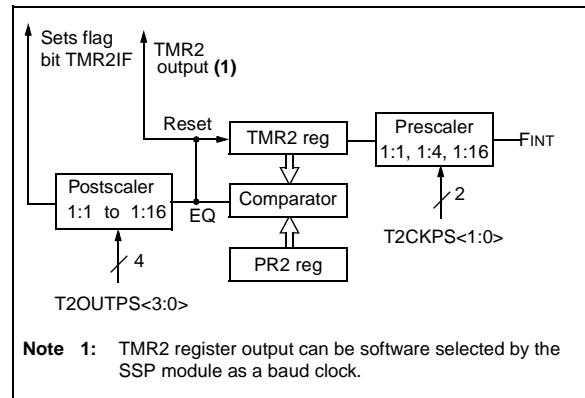 Sets flag
bit TMR2IF
TMR2
output (1)
Reset
TMR2 reg
Prescaler
1:1, 1:4, 1:16
FINT
Postscaler
1:1 to 1:16
EQ
Comparator
2
T2CKPS<1:0>
4
PR2 reg
T2OUTPS<3:0>
Note 1: TMR2 register output can be software selected by the
SSP module as a baud clock.